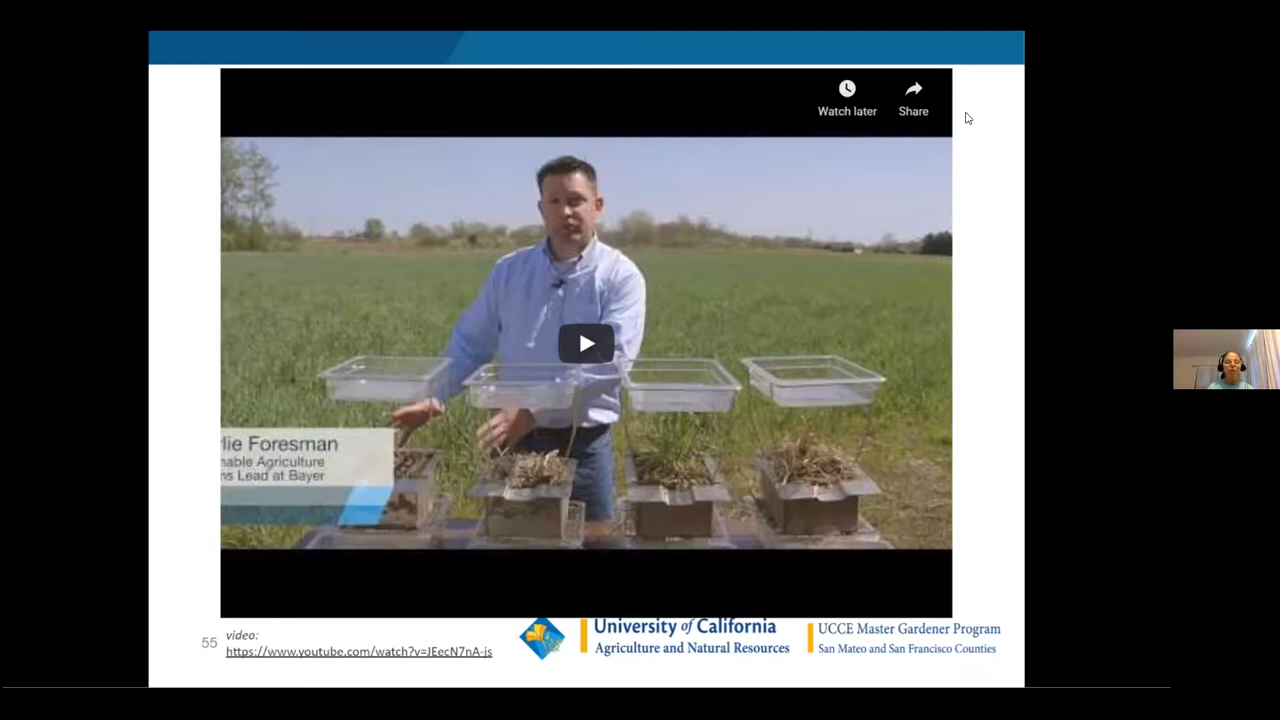 Watch later
Share
lie Foresman
nable Agriculture
ns Lead at Bayer
55
video:
https://www.youtube.com/watch?v=JEecN7nA-js
University of California
Agriculture and Natural Resources
UCCE Master Gardener Program
San Mateo and San Francisco Counties